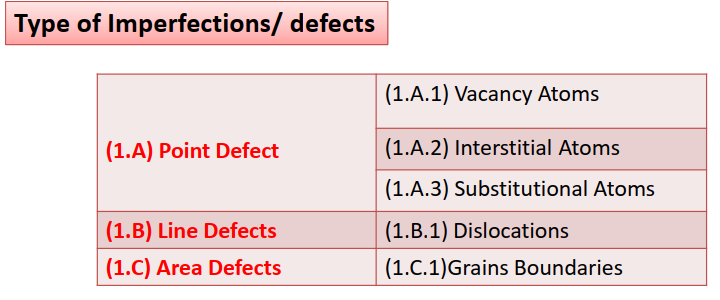 Type of Imperfections/ defects
(1.A) Point Defect
(1.A.1) Vacancy Atoms
(1.A.2) Interstitial Atoms
(1.A.3) Substitutional Atoms
(1.B) Line Defects
(1.B.1) Dislocations
(1.C) Area Defects
(1.C.1)Grains Boundaries